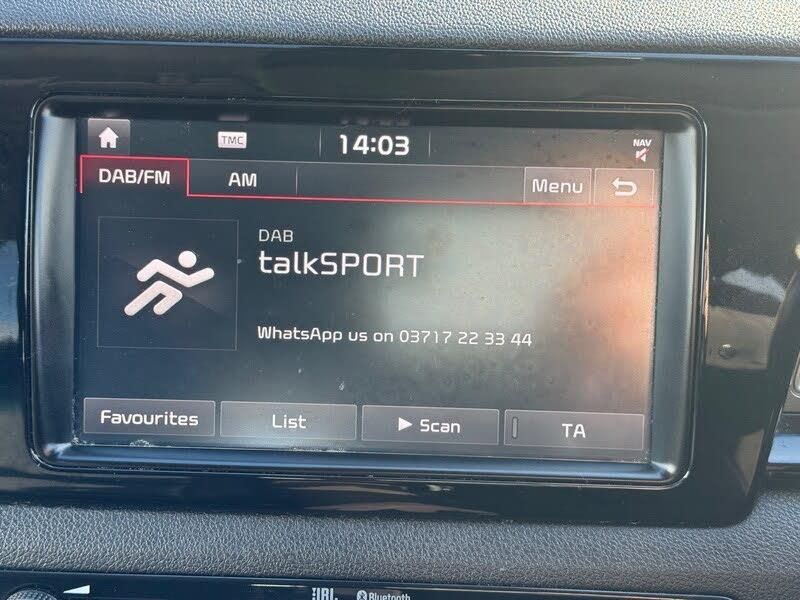 TMC
14:03
NAV
DAB/FM
AM
Menu
DAB
talkSPORT
WhatsApp us on 03717 22 33 44
Favourites
List
Scan
TA
JBL
Bluetooth